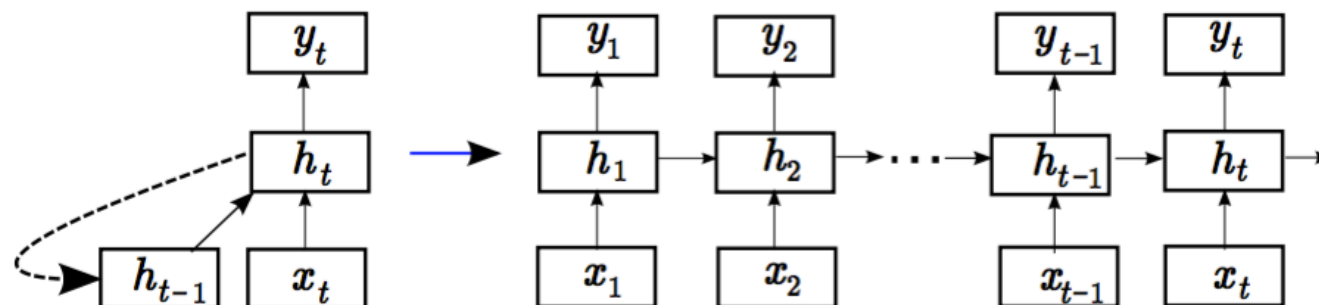 y_t y_1 y_2 y_{t-1} y_t
h_t h_1 h_2 ... h_{t-1} h_t
h_{t-1} x_t x_1 x_2 x_{t-1} x_t